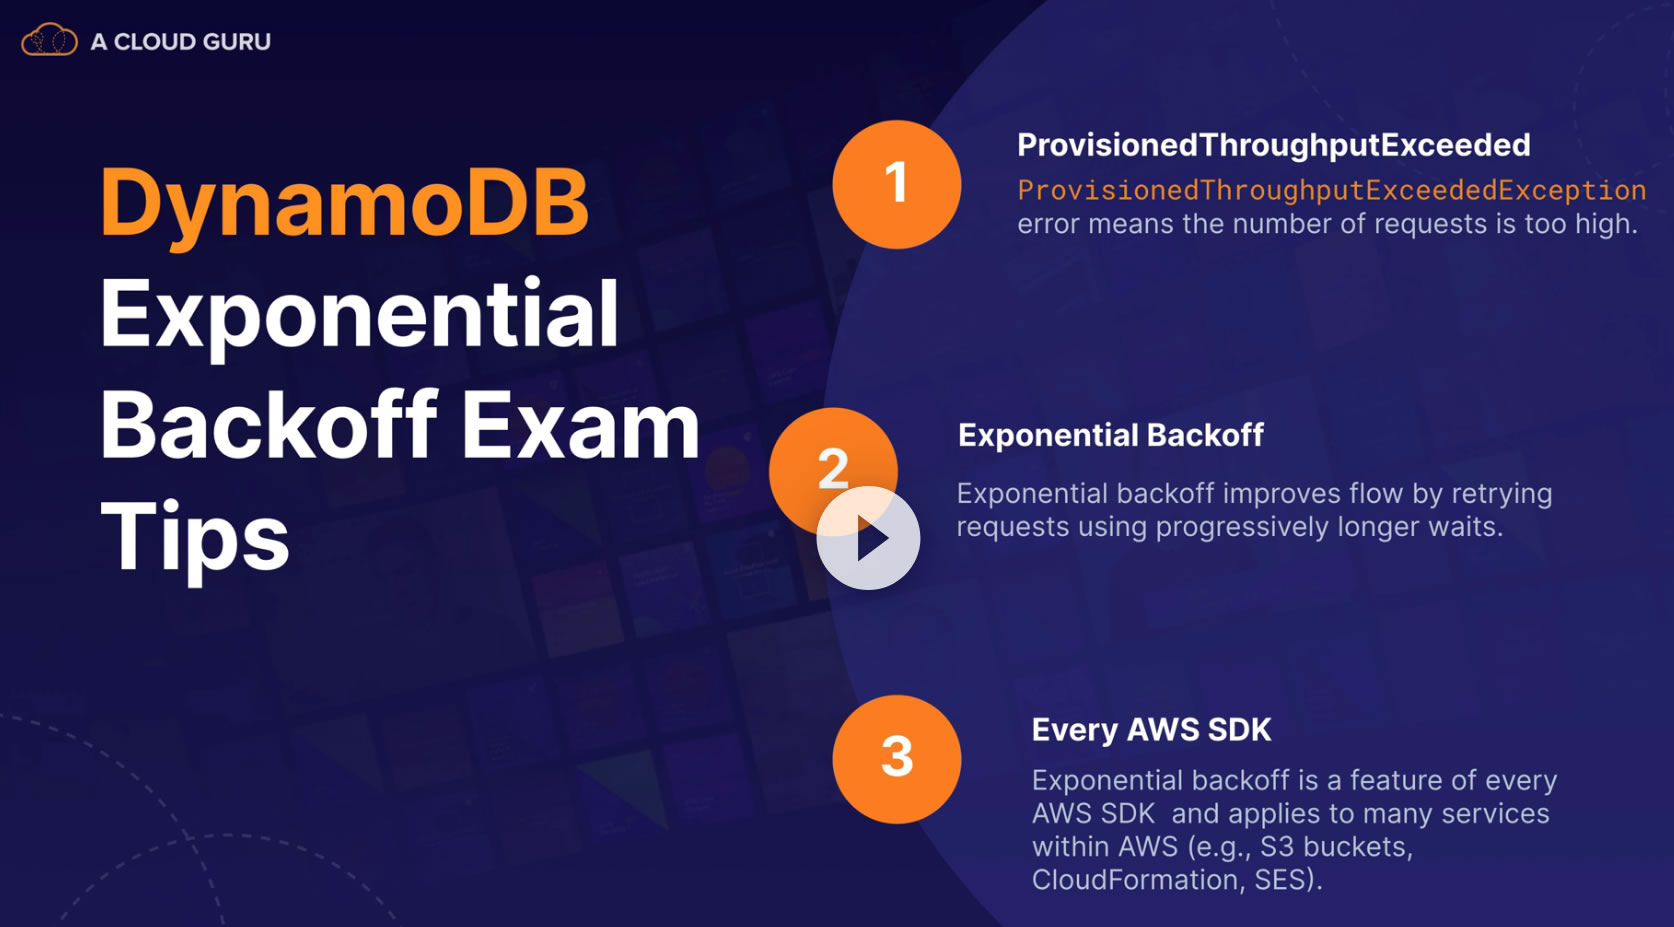 A CLOUD GURU
DynamoDB
Exponential
Backoff Exam
Tips
1
ProvisionedThroughputExceeded
ProvisionedThroughputExceededException
error means the number of requests is too high.
2
Exponential Backoff
Exponential backoff improves flow by retrying
requests using progressively longer waits.
3
Every AWS SDK
Exponential backoff is a feature of every
AWS SDK  and applies to many services
within AWS (e.g., S3 buckets,
CloudFormation, SES).